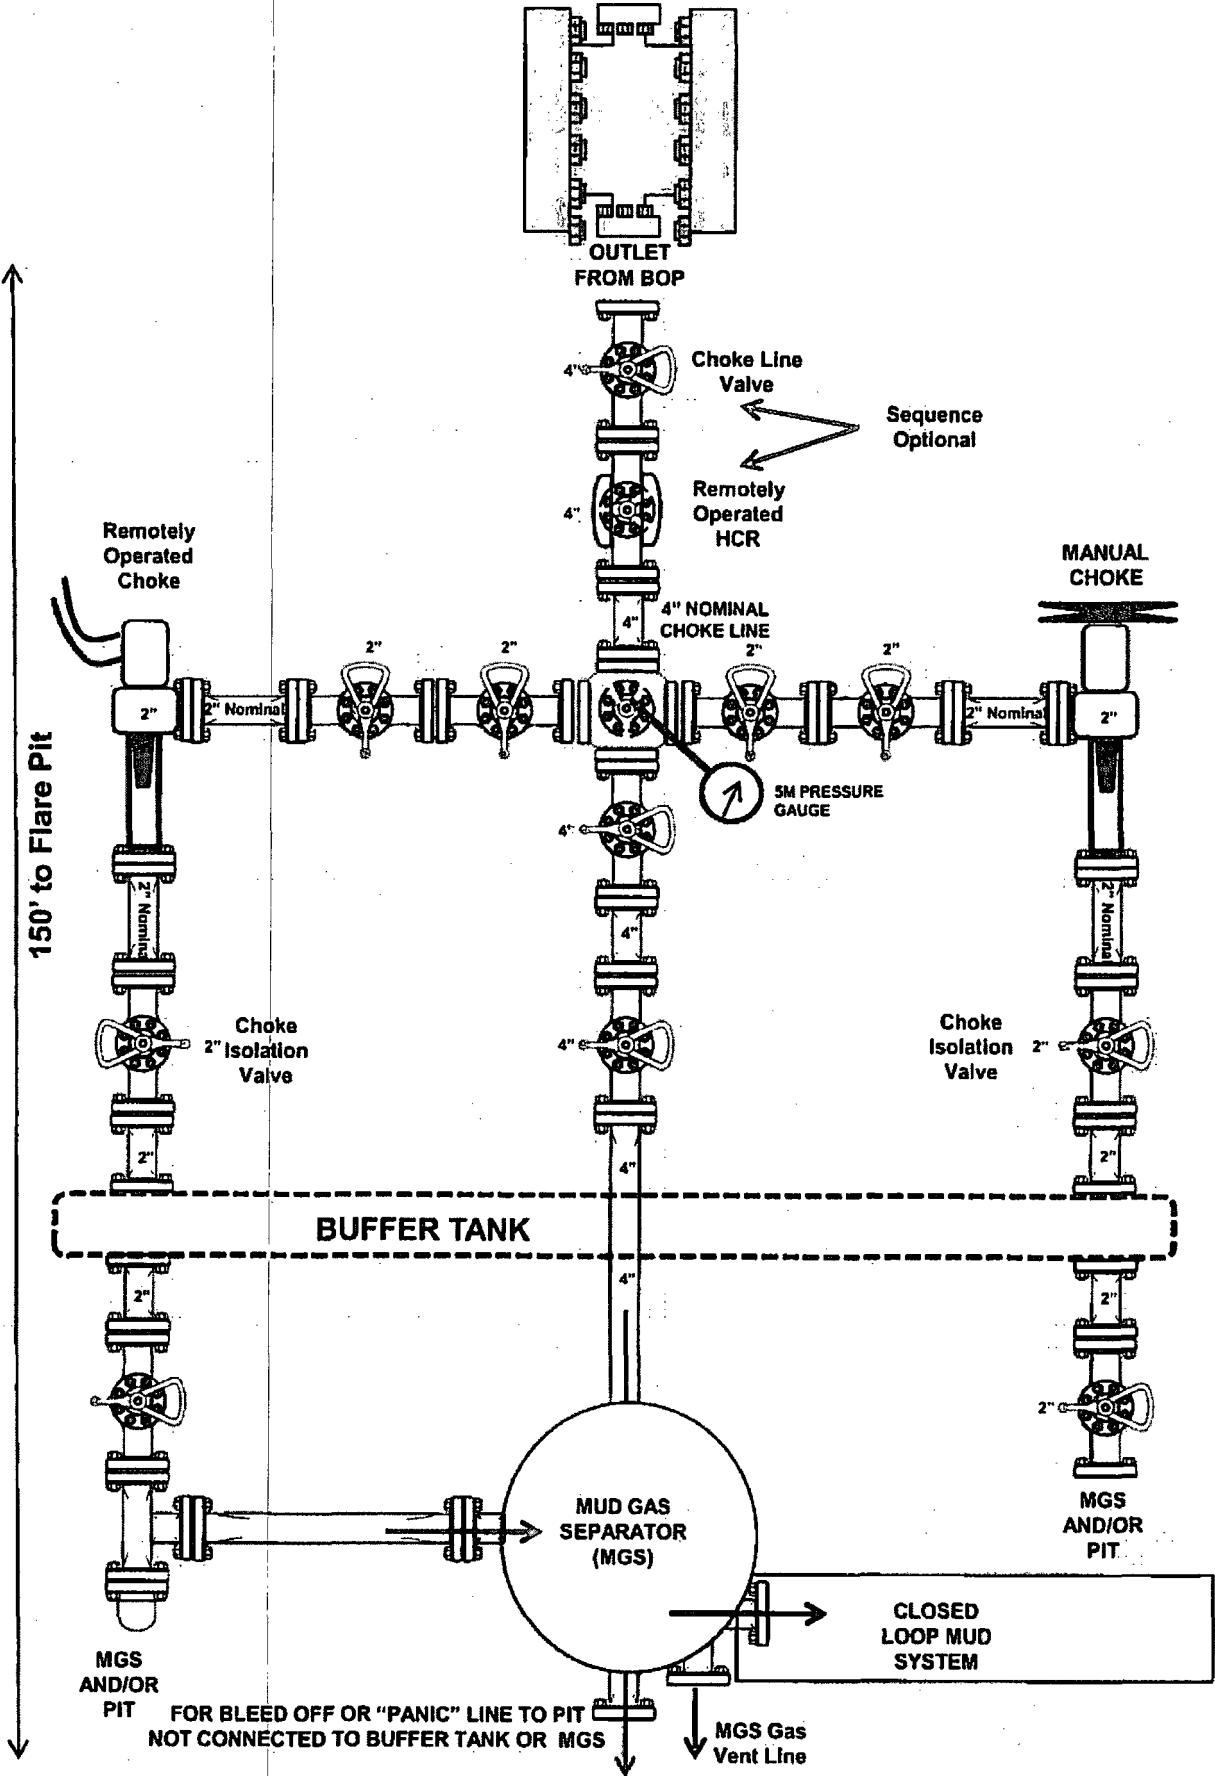 OUTLET
FROM BOP
4"
Choke Line
Valve
Sequence
Optional
4"
Remotely
Operated
HCR
Remotely
Operated
Choke
MANUAL
CHOKE
4"
4" NOMINAL
CHOKE LINE
2"
2"
2"
2"
2"
2" Nominal
2" Nominal
2"
5M PRESSURE
GAUGE
4"
150' to Flare Pit
2" Nominal
4"
2" Nominal
2"
Choke
Isolation
Valve
4"
Choke
Isolation
Valve
2"
2"
4"
2"
BUFFER TANK
2"
4"
2"
2"
MUD GAS
SEPARATOR
(MGS)
MGS
AND/OR
PIT
CLOSED
LOOP MUD
SYSTEM
MGS
AND/OR
PIT
FOR BLEED OFF OR "PANIC" LINE TO PIT
NOT CONNECTED TO BUFFER TANK OR MGS
MGS Gas
Vent Line